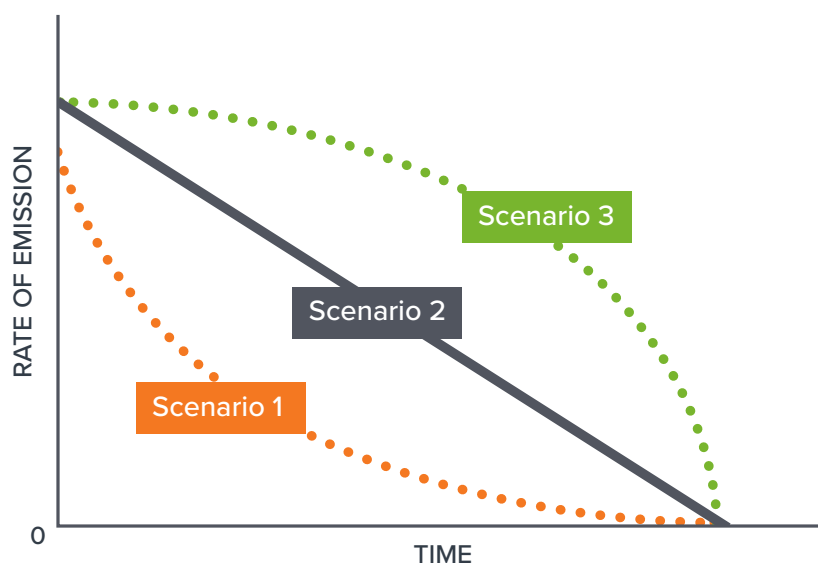 RATE OF EMISSION
Scenario 3
Scenario 2
Scenario 1
0
TIME